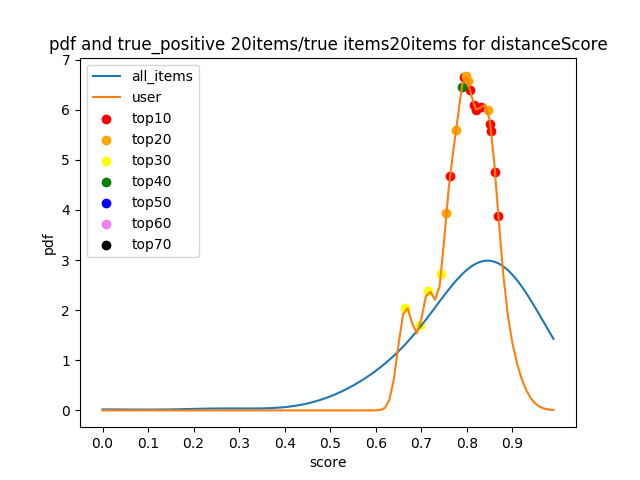 pdf and true_positive 20items/true items20items for distanceScore
all_items
user
top10
top20
top30
top40
top50
top60
top70
7
6
5
4
3
2
1
0
pdf
0.0 0.1 0.2 0.3 0.4 0.5 0.6 0.7 0.8 0.9
score